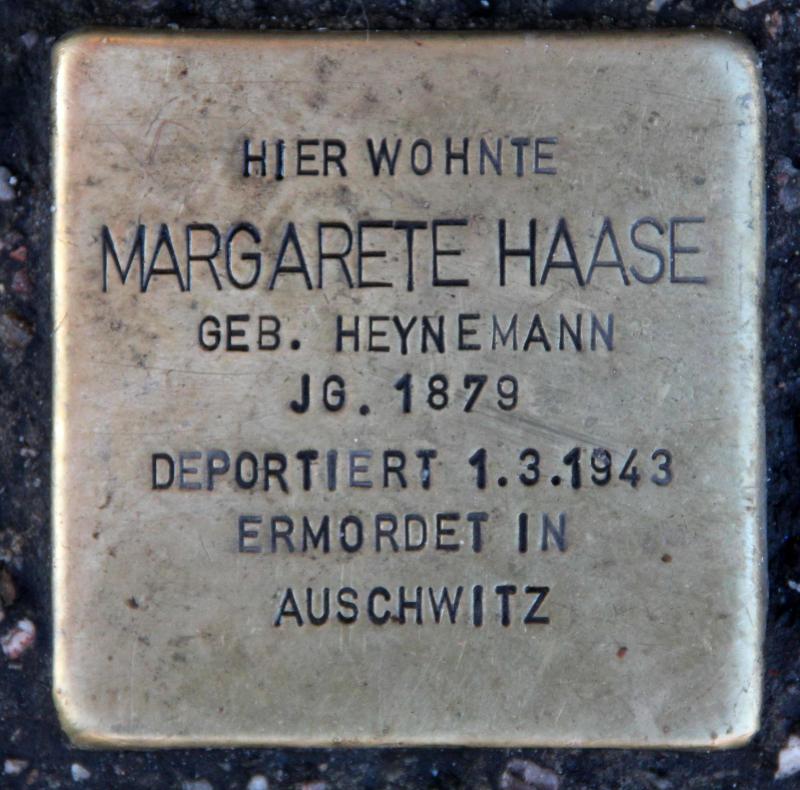 HIER WOHNTE
MARGARETE HAASE
GEB. HEYNEMANN
JG. 1879
DEPORTIERT 1.3.1943
ERMORDET IN
AUSCHWITZ